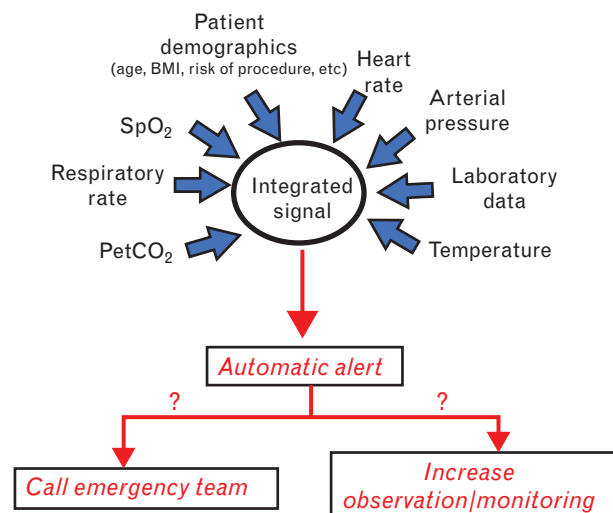 Patient
demographics
(age, BMI, risk of procedure, etc)
Heart
rate
SpO₂
Arterial
pressure
Respiratory
rate
Integrated
signal
Laboratory
data
PetCO₂
Temperature
Automatic alert
?
?
Call emergency team
Increase
observation|monitoring